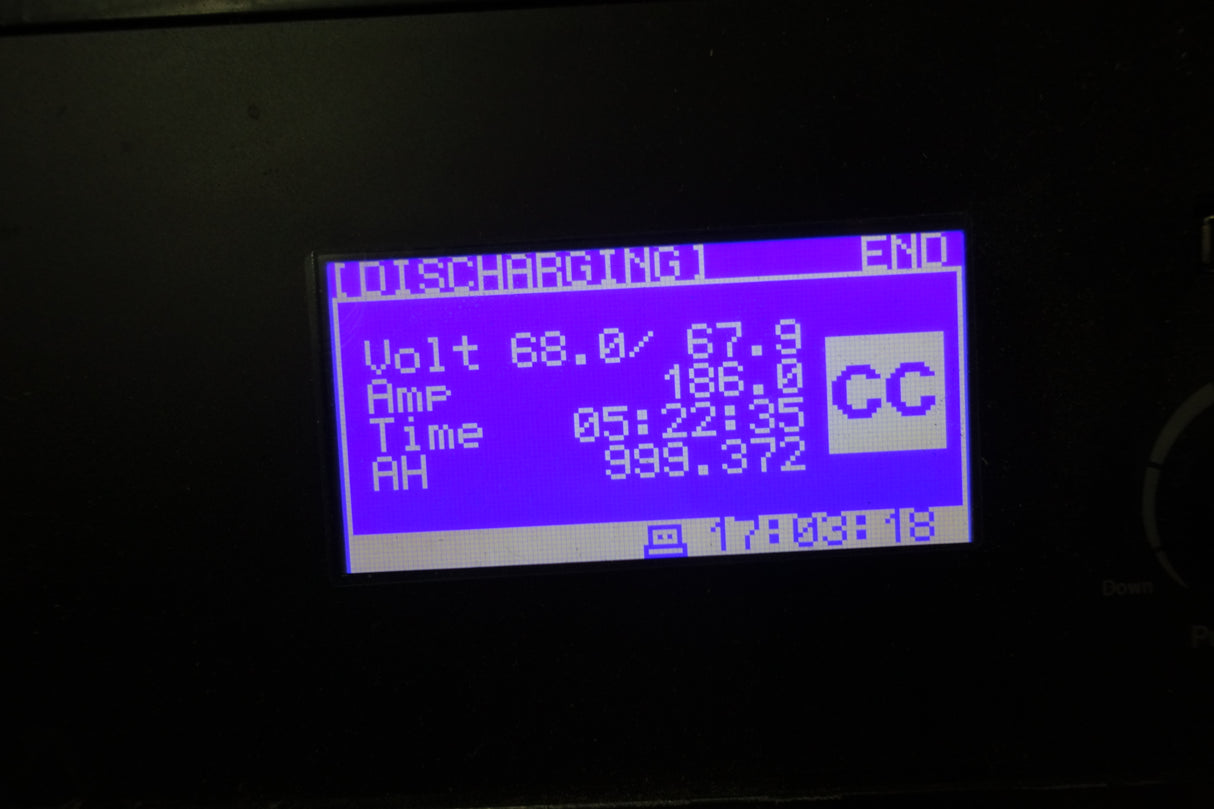 [DISCHARGING] END
Volt 68.0/ 67.9
Amp 186.0
CC
Time 05:22:35
AH 999.372
17:03:18
Down